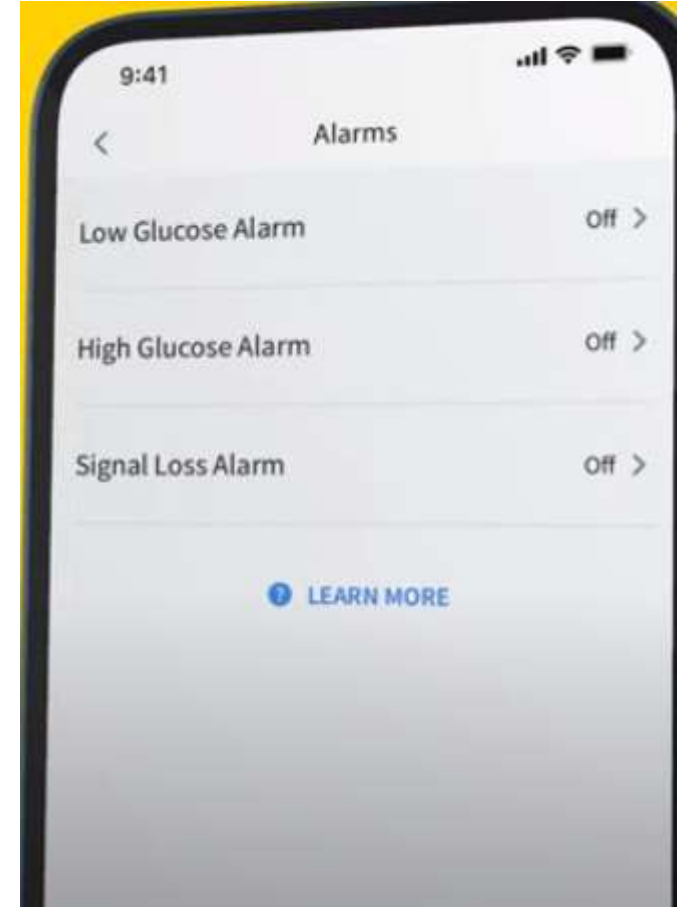 9:41
Alarms
Low Glucose Alarm Off
High Glucose Alarm Off
Signal Loss Alarm Off
LEARN MORE